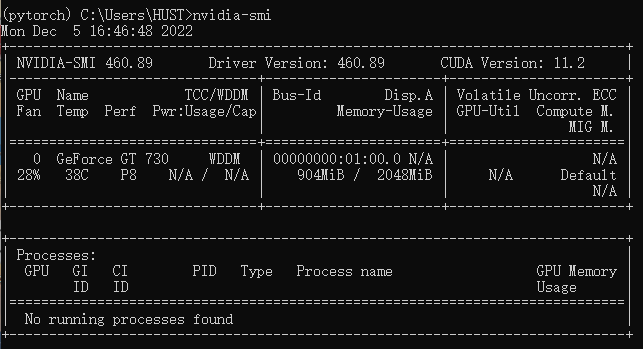 (pytorch) C:\Users\HUST>nvidia-smi
Mon Dec  5 16:46:48 2022
+-----------------------------------------------------------------------------+
| NVIDIA-SMI 460.89       Driver Version: 460.89       CUDA Version: 11.2     |
|-------------------------------+----------------------+----------------------+
| GPU  Name            TCC/WDDM | Bus-Id        Disp.A | Volatile Uncorr. ECC |
| Fan  Temp  Perf  Pwr:Usage/Cap|         Memory-Usage | GPU-Util  Compute M. |
|                               |                      |               MIG M. |
|===============================+======================+======================|
|   0  GeForce GT 730     WDDM  | 00000000:01:00.0 N/A |                  N/A |
| 28%   38C    P8    N/A /  N/A |    904MiB /  2048MiB |     N/A      Default |
|                               |                      |                  N/A |
+-------------------------------+----------------------+----------------------+

+-----------------------------------------------------------------------------+
| Processes:                                                                  |
|  GPU   GI   CI        PID   Type   Process name                  GPU Memory |
|        ID   ID                                                   Usage      |
|=============================================================================|
|  No running processes found                                                 |
+-----------------------------------------------------------------------------+